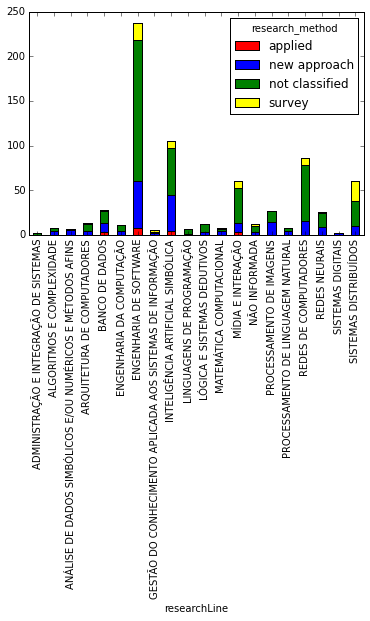 250
200
150
100
50
0
research_method
applied
new approach
not classified
survey
ADMINISTRAÇÃO E INTEGRAÇÃO DE SISTEMAS
ALGORITMOS E COMPLEXIDADE
ANÁLISE DE DADOS SIMBÓLICOS E/OU NUMÉRICOS E MÉTODOS AFINS
ARQUITETURA DE COMPUTADORES
BANCO DE DADOS
ENGENHARIA DA COMPUTAÇÃO
ENGENHARIA DE SOFTWARE
GESTÃO DO CONHECIMENTO APLICADA AOS SISTEMAS DE INFORMAÇÃO
INTELIGÊNCIA ARTIFICIAL SIMBÓLICA
LINGUAGENS DE PROGRAMAÇÃO
LÓGICA E SISTEMAS DEDUTIVOS
MATEMÁTICA COMPUTACIONAL
MÍDIA E INTERAÇÃO
NÃO INFORMADA
PROCESSAMENTO DE IMAGENS
PROCESSAMENTO DE LINGUAGEM NATURAL
REDES DE COMPUTADORES
REDES NEURAIS
SISTEMAS DIGITAIS
SISTEMAS DISTRIBUÍDOS
researchLine